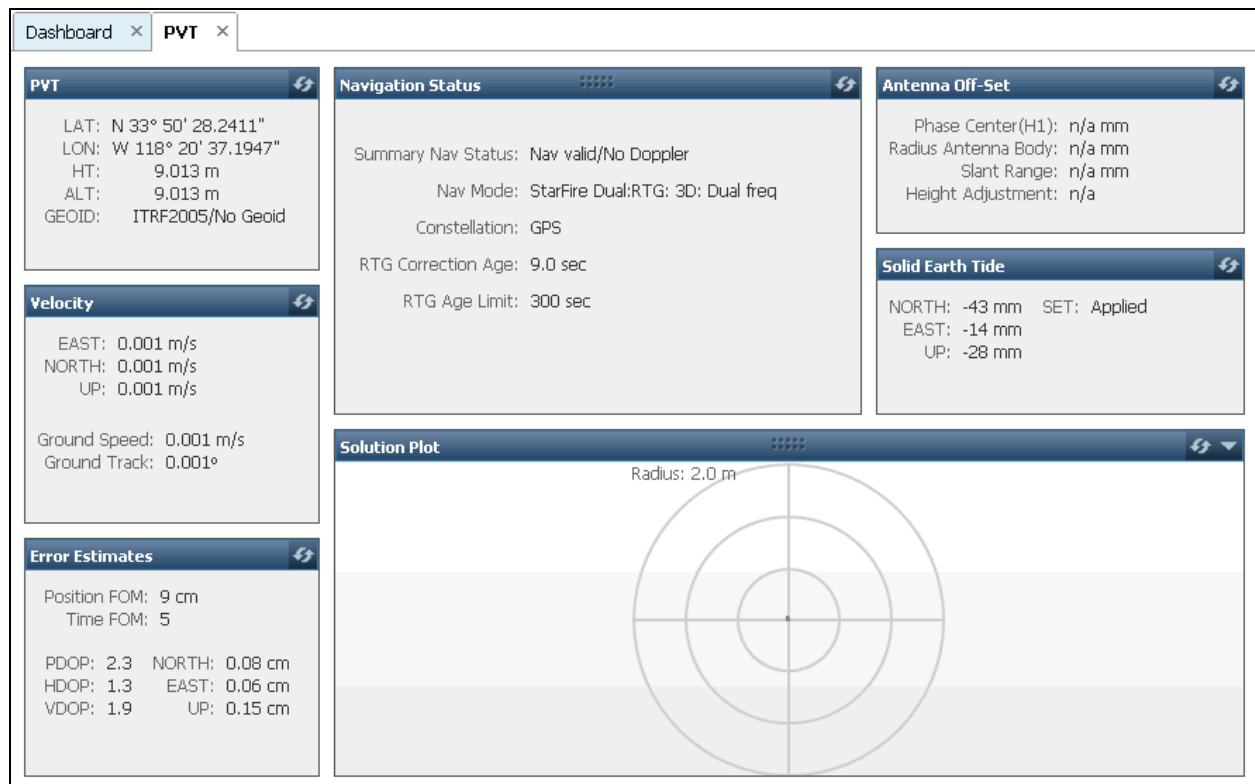 Dashboard
PVT
PVT
LAT: N 33° 50' 28.2411"
LON: W 118° 20' 37.1947"
HT: 9.013 m
ALT: 9.013 m
GEOID: ITRF2005/No Geoid
Velocity
EAST: 0.001 m/s
NORTH: 0.001 m/s
UP: 0.001 m/s
Ground Speed: 0.001 m/s
Ground Track: 0.001º
Error Estimates
Position FOM: 9 cm
Time FOM: 5
PDOP: 2.3 NORTH: 0.08 cm
HDOP: 1.3 EAST: 0.06 cm
VDOP: 1.9 UP: 0.15 cm
Navigation Status
Summary Nav Status: Nav valid/No Doppler
Nav Mode: StarFire Dual:RTG: 3D: Dual freq
Constellation: GPS
RTG Correction Age: 9.0 sec
RTG Age Limit: 300 sec
Antenna Off-Set
Phase Center(H1): n/a mm
Radius Antenna Body: n/a mm
Slant Range: n/a mm
Height Adjustment: n/a
Solid Earth Tide
NORTH: -43 mm SET: Applied
EAST: -14 mm
UP: -28 mm
Solution Plot
Radius: 2.0 m